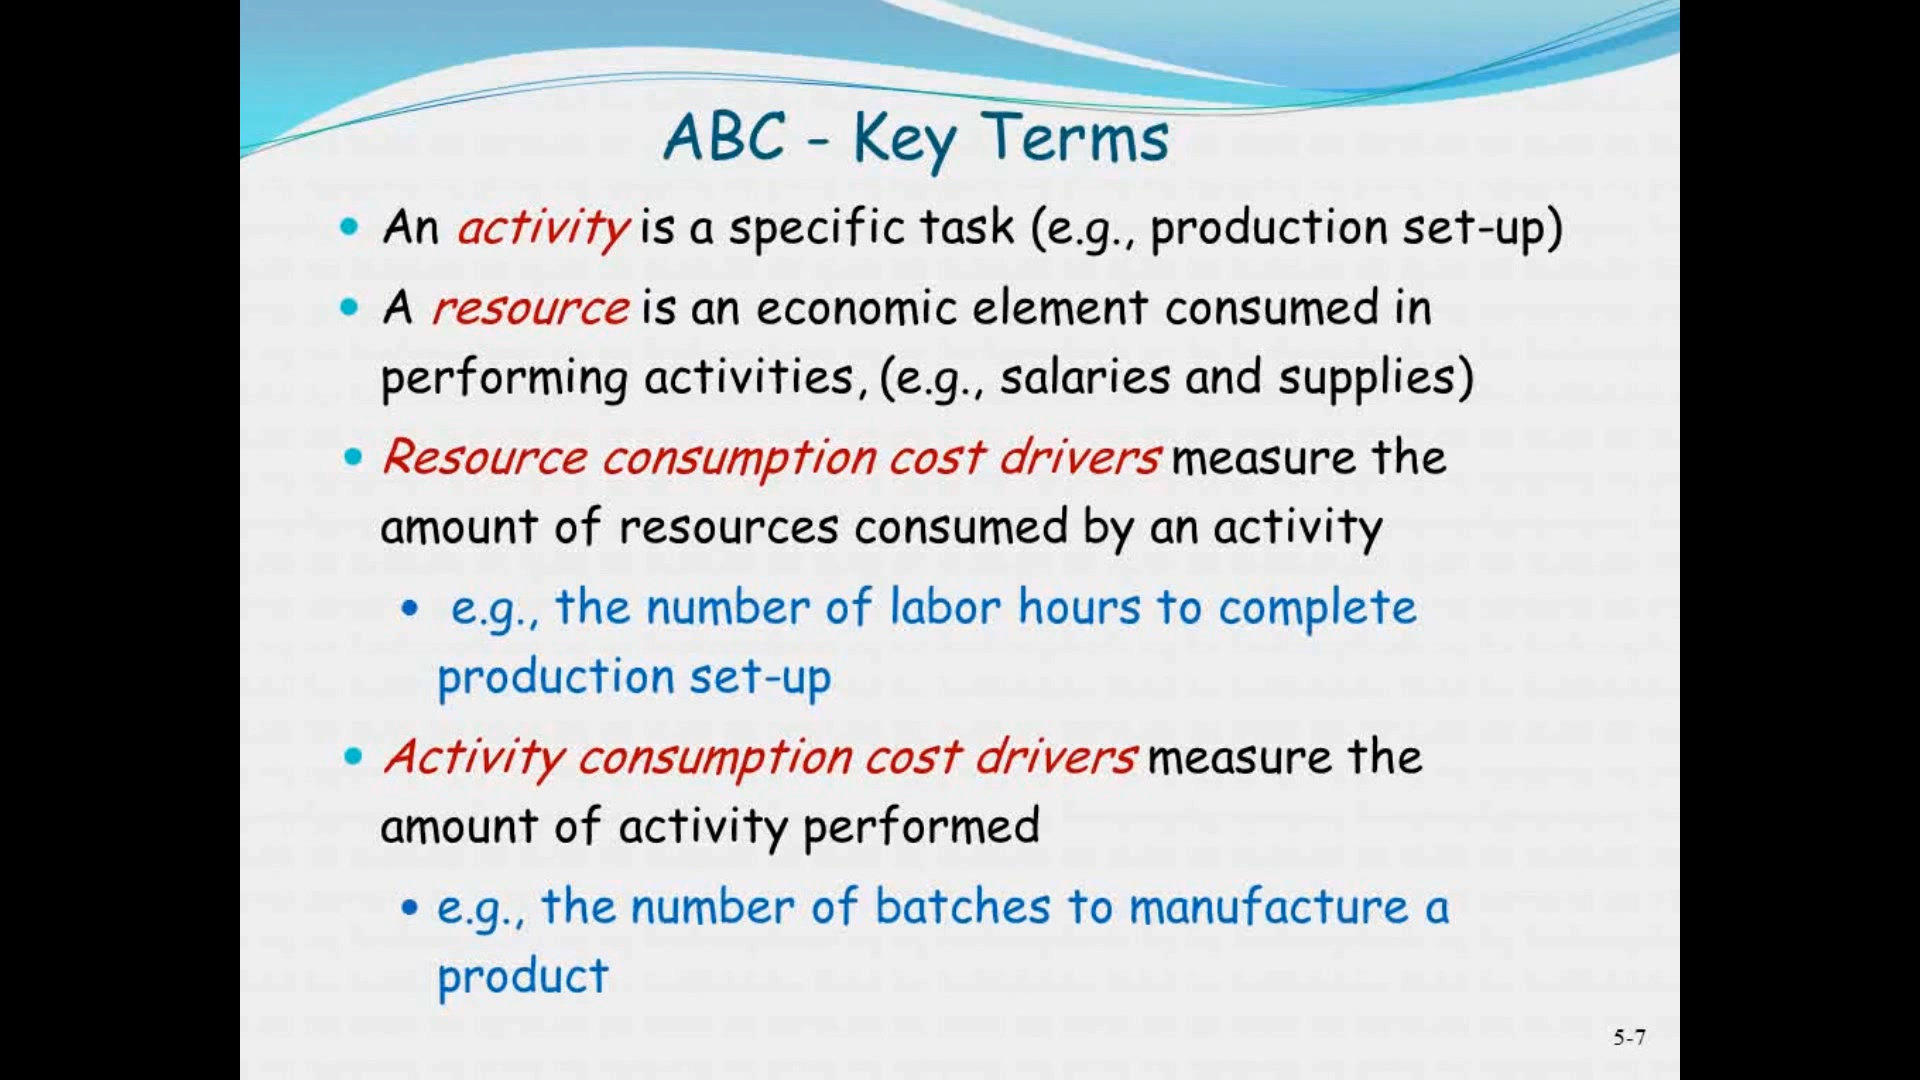 ABC - Key Terms
• An activity is a specific task (e.g., production set-up)
• A resource is an economic element consumed in
performing activities, (e.g., salaries and supplies)
• Resource consumption cost drivers measure the
amount of resources consumed by an activity
• e.g., the number of labor hours to complete
production set-up
• Activity consumption cost drivers measure the
amount of activity performed
• e.g., the number of batches to manufacture a
product
5-7